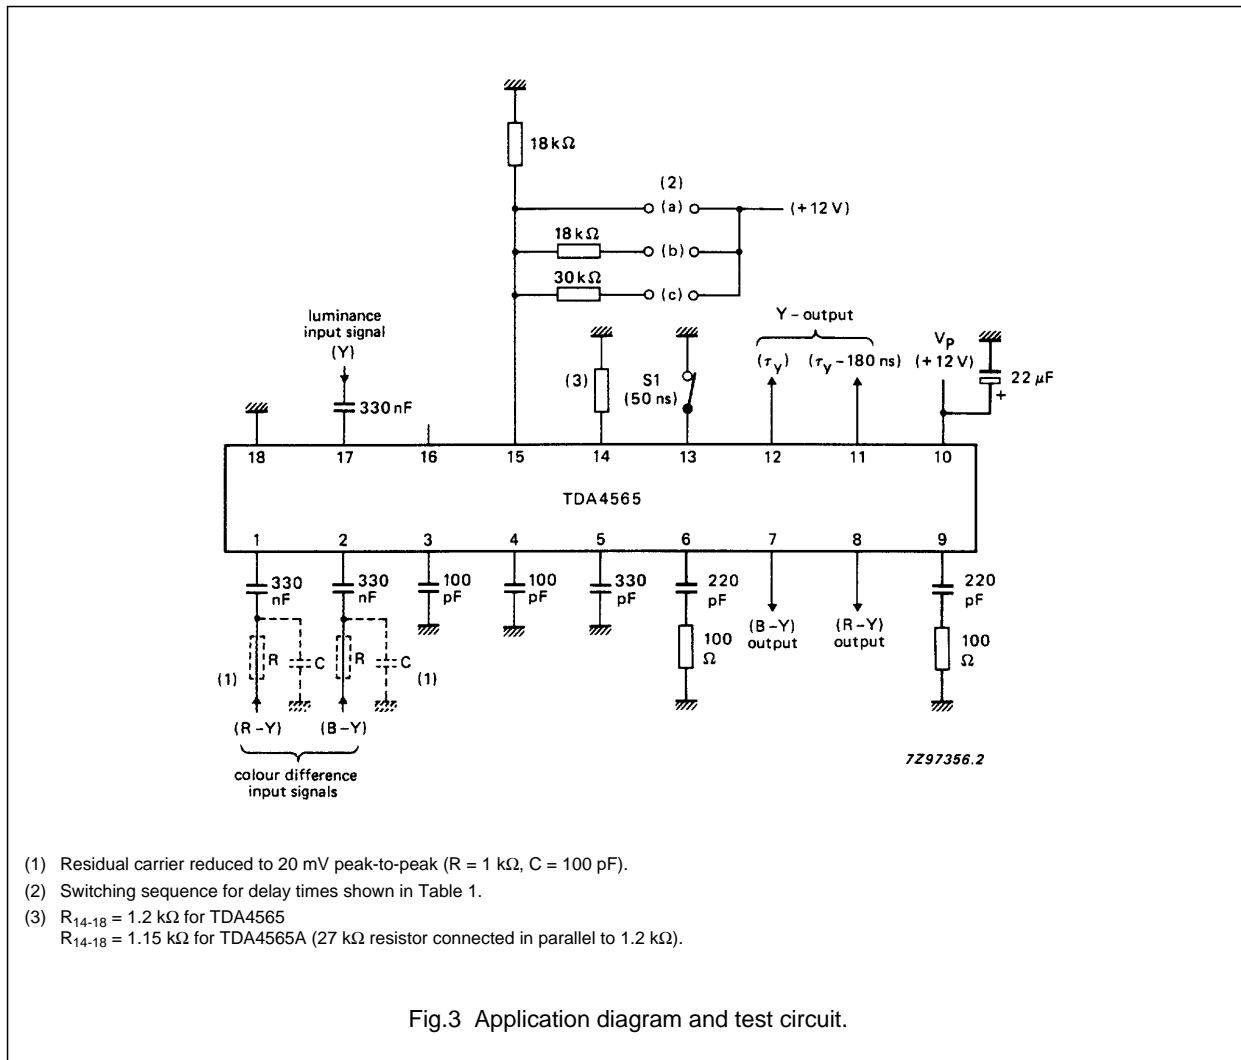 18 kΩ
(2)
(a)
(+12 V)
18 kΩ
(b)
30 kΩ
(c)
luminance
input signal
(Y)
330 nF
(3)
S1
(50 ns)
Y – output
(τy)
(τy – 180 ns)
VP
(+12 V)
22 μF
+
18 17 16 15 14 13 12 11 10
TDA4565
1 2 3 4 5 6 7 8 9
330
nF
330
nF
100
pF
100
pF
330
pF
220
pF
220
pF
100
Ω
(B–Y)
output
(R–Y)
output
100
Ω
(1)
R
C
R
C
(1)
(R–Y)
(B–Y)
colour difference
input signals
7Z97356.2
(1) Residual carrier reduced to 20 mV peak-to-peak (R = 1 kΩ, C = 100 pF).
(2) Switching sequence for delay times shown in Table 1.
(3) R14-18 = 1.2 kΩ for TDA4565
R14-18 = 1.15 kΩ for TDA4565A (27 kΩ resistor connected in parallel to 1.2 kΩ).
Fig.3 Application diagram and test circuit.